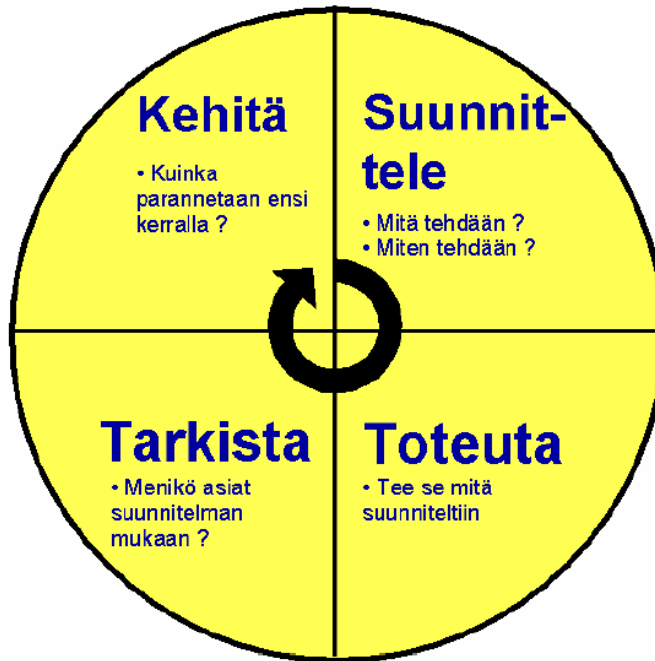 Kehitä
• Kuinka
parannetaan ensi
kerralla ?
Suunnit-
tele
• Mitä tehdään ?
• Miten tehdään ?
Tarkista
• Menikö asiat
suunnitelman
mukaan ?
Toteuta
• Tee se mitä
suunniteltiin